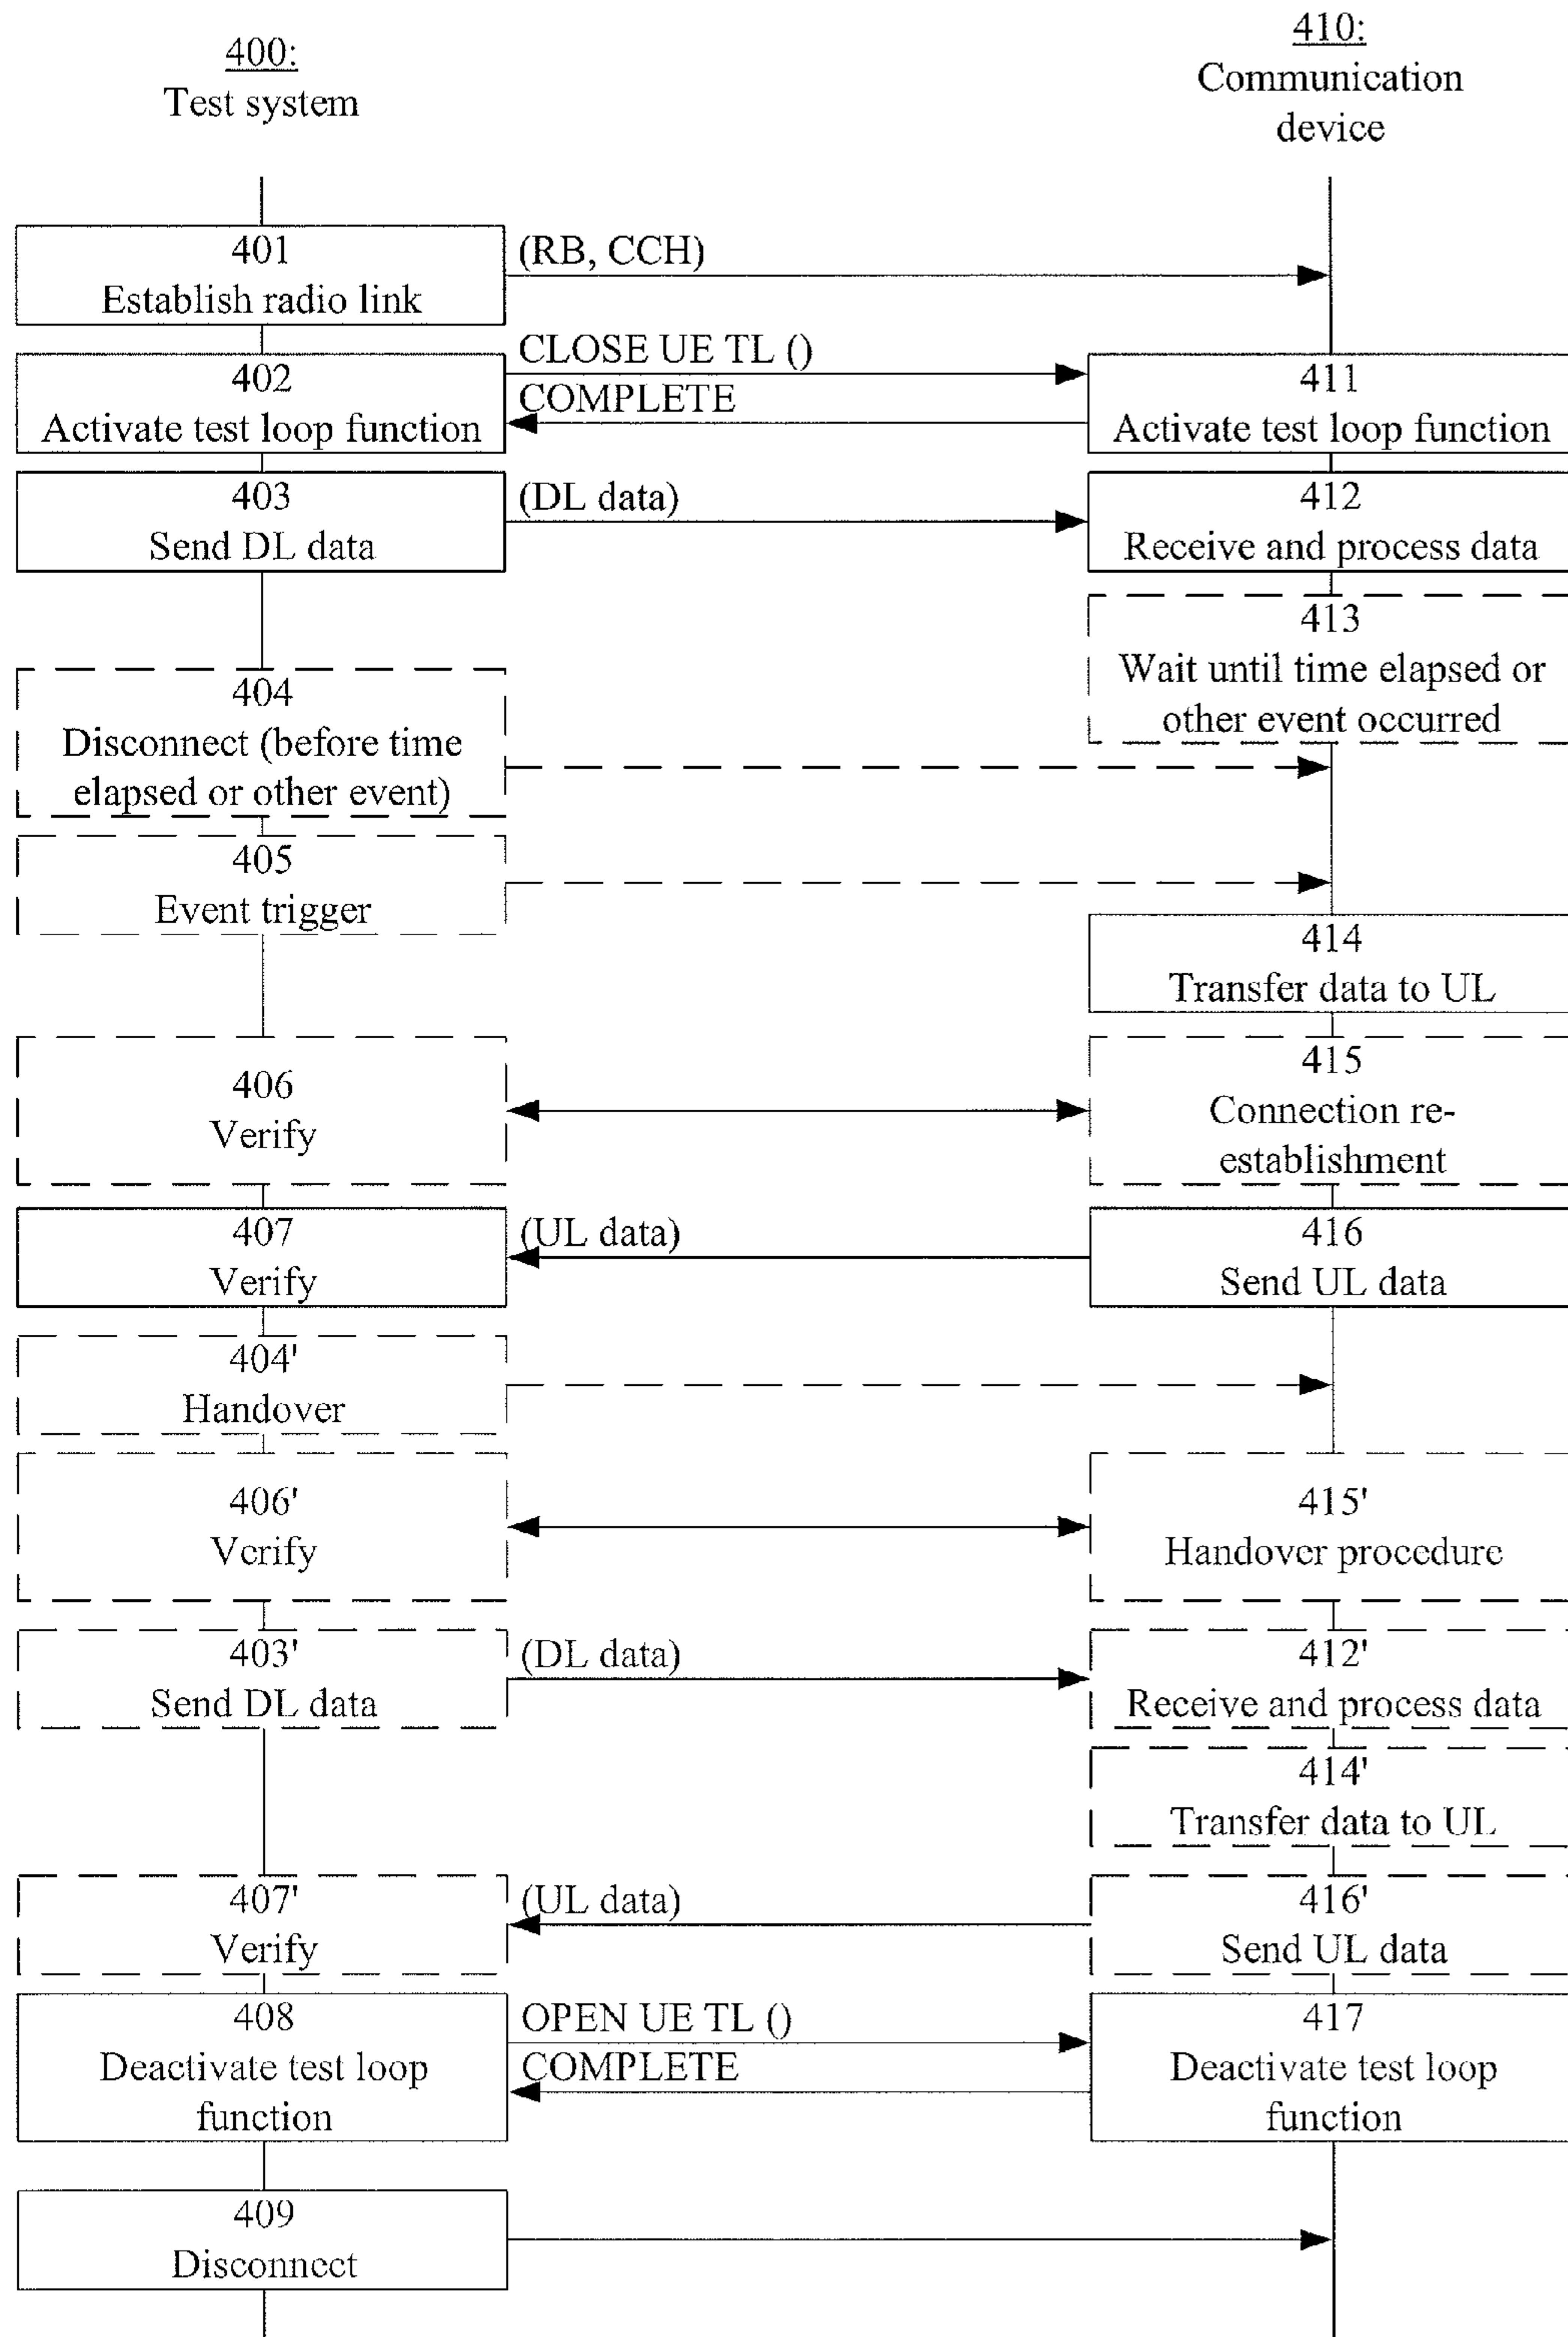 400:
Test system
410:
Communication
device
401
Establish radio link
(RB, CCH)
402
Activate test loop function
CLOSE UE TL ()
COMPLETE
411
Activate test loop function
403
Send DL data
(DL data)
412
Receive and process data
413
Wait until time elapsed or
other event occurred
404
Disconnect (before time
elapsed or other event)
405
Event trigger
414
Transfer data to UL
406
Verify
415
Connection re-
establishment
407
Verify
(UL data)
416
Send UL data
404'
Handover
406'
Verify
415'
Handover procedure
403'
Send DL data
(DL data)
412'
Receive and process data
414'
Transfer data to UL
407'
Verify
(UL data)
416'
Send UL data
408
Deactivate test loop
function
OPEN UE TL ()
COMPLETE
417
Deactivate test loop
function
409
Disconnect